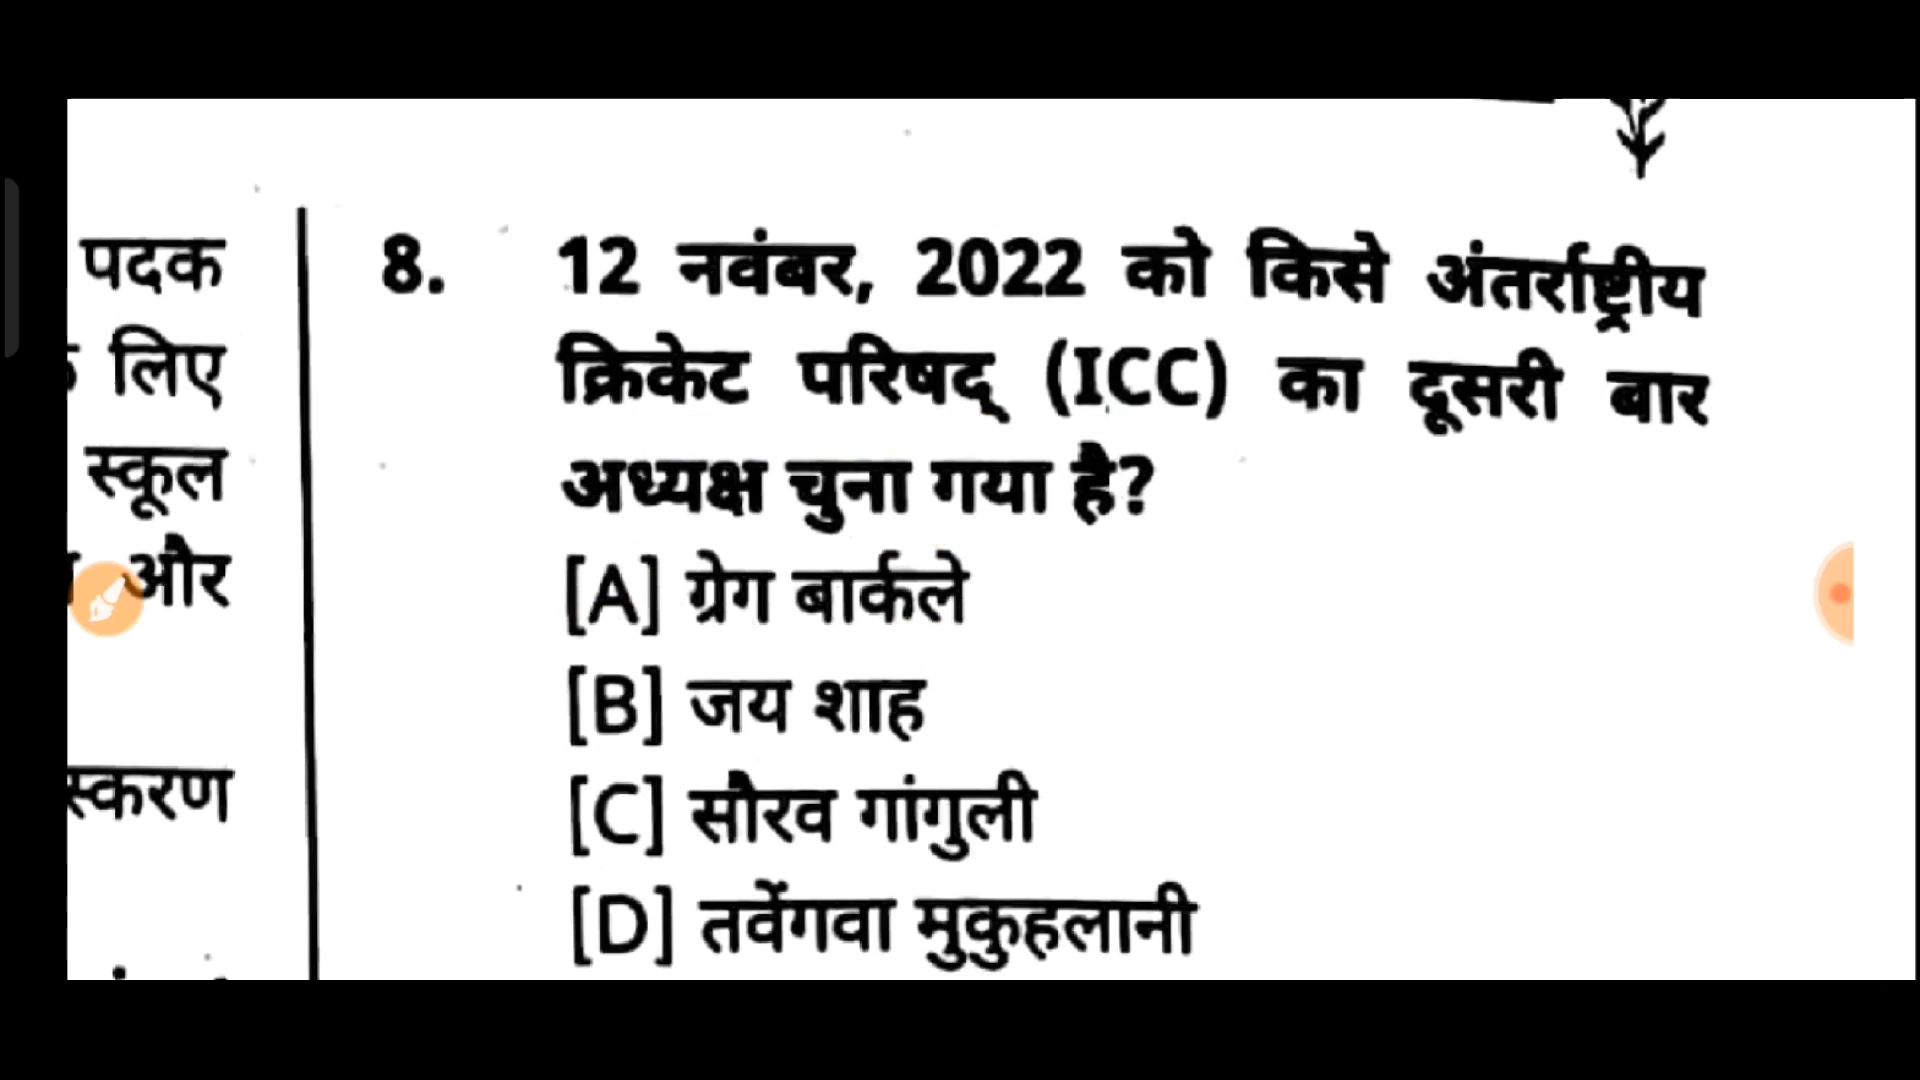 पदक
लिए
स्कूल
और
स्करण
8. 12 नवंबर, 2022 को किसे अंतर्राष्ट्रीय
क्रिकेट परिषद् (ICC) का दूसरी बार
अध्यक्ष चुना गया है?
[A] ग्रेग बार्कले
[B] जय शाह
[C] सौरव गांगुली
[D] तवेंगवा मुकुहलानी